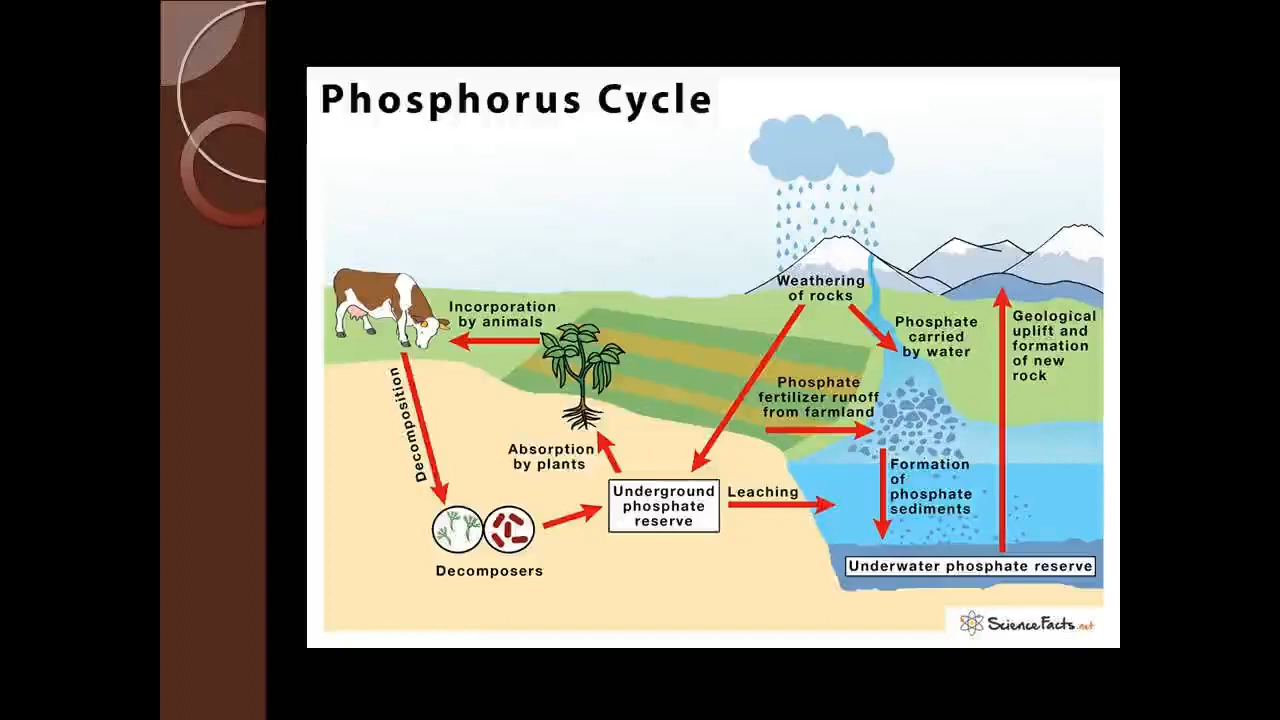 Phosphorus Cycle
Weathering
of rocks
Incorporation
by animals
Phosphate
carried
by water
Geological
uplift and
formation
of new
rock
Phosphate
fertilizer runoff
from farmland
Decomposition
Absorption
by plants
Formation
of
phosphate
sediments
Underground
phosphate
reserve
Leaching
Underwater phosphate reserve
Decomposers
ScienceFacts.net